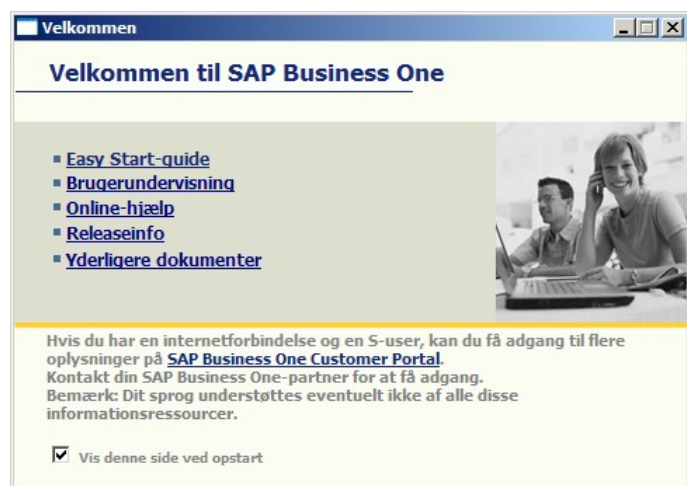 Velkommen
Velkommen til SAP Business One
Easy Start-guide
Brugerundervisning
Online-hjælp
Releaseinfo
Yderligere dokumenter
Hvis du har en internetforbindelse og en S-user, kan du få adgang til flere
oplysninger på SAP Business One Customer Portal.
Kontakt din SAP Business One-partner for at få adgang.
Bemærk: Dit sprog understøttes eventuelt ikke af alle disse
informationsressourcer.
Vis denne side ved opstart